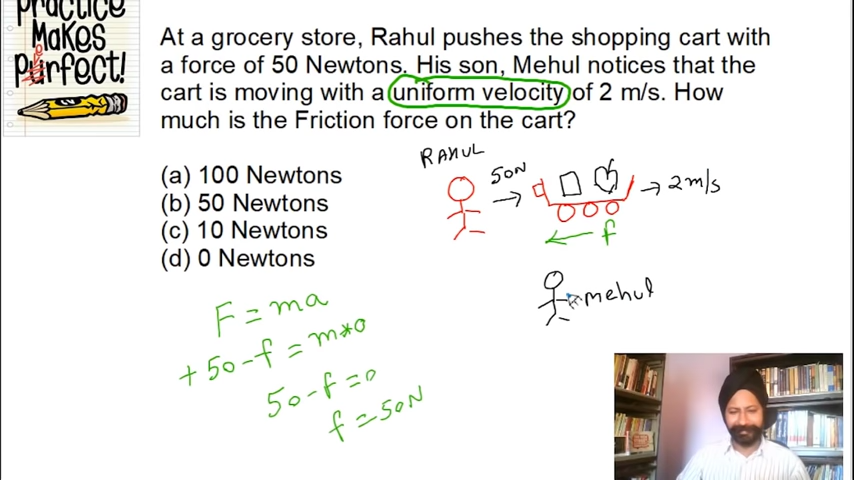 PRACTICE
MAKES
PURFECT!
At a grocery store, Rahul pushes the shopping cart with
a force of 50 Newtons. His son, Mehul notices that the
cart is moving with a uniform velocity of 2 m/s. How
much is the Friction force on the cart?
(a) 100 Newtons
(b) 50 Newtons
(c) 10 Newtons
(d) 0 Newtons
RAHUL
50N
2m/s
f
mehul
F = ma
+50-f = m*0
50-f=0
f=50N